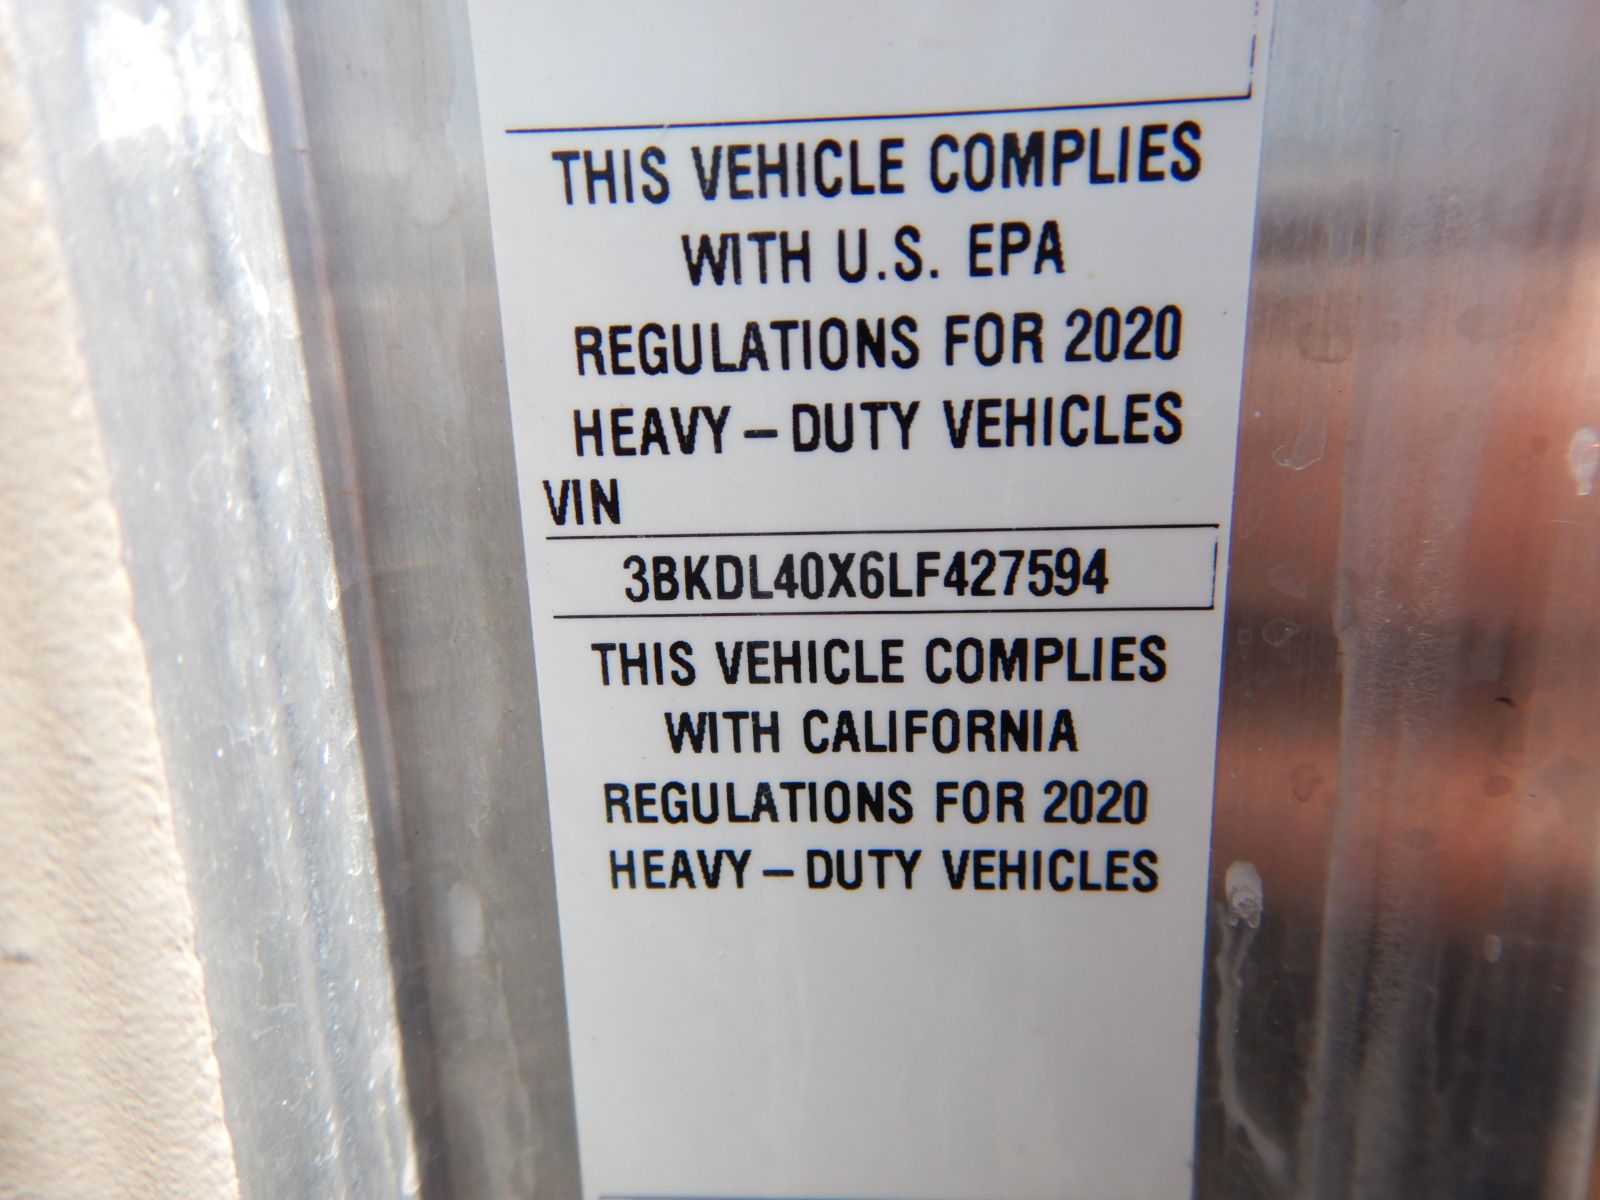 THIS VEHICLE COMPLIES
WITH U.S. EPA
REGULATIONS FOR 2020
HEAVY-DUTY VEHICLES
VIN
3BKDL40X6LF427594
THIS VEHICLE COMPLIES
WITH CALIFORNIA
REGULATIONS FOR 2020
HEAVY-DUTY VEHICLES